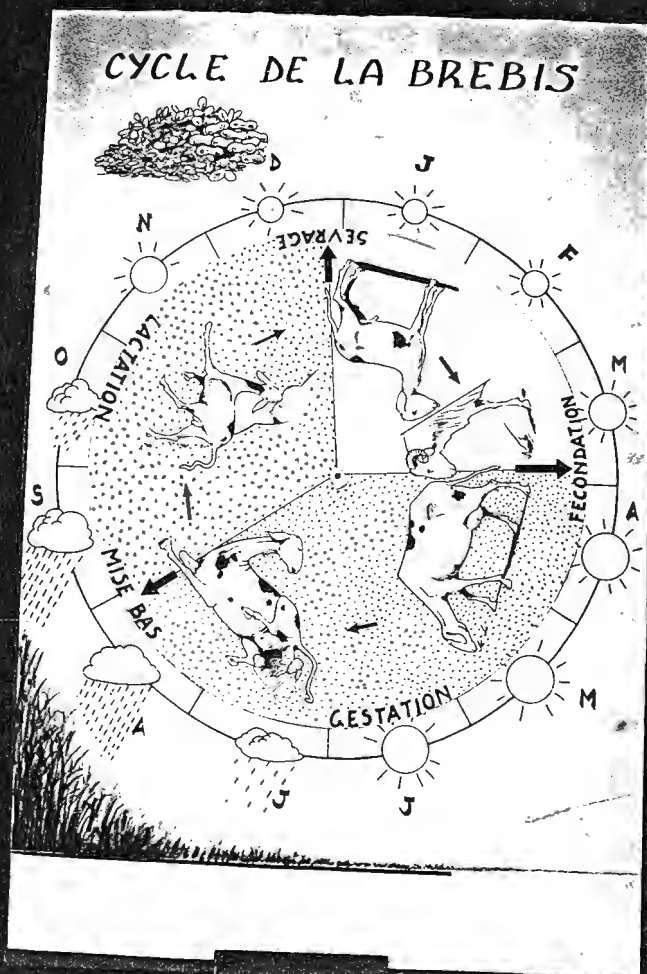 CYCLE DE LA BREBIS
J
F
M
A
M
J
J
A
S
O
N
D
SEVRAGE
FECONDATION
GESTATION
MISE BAS
LACTATION